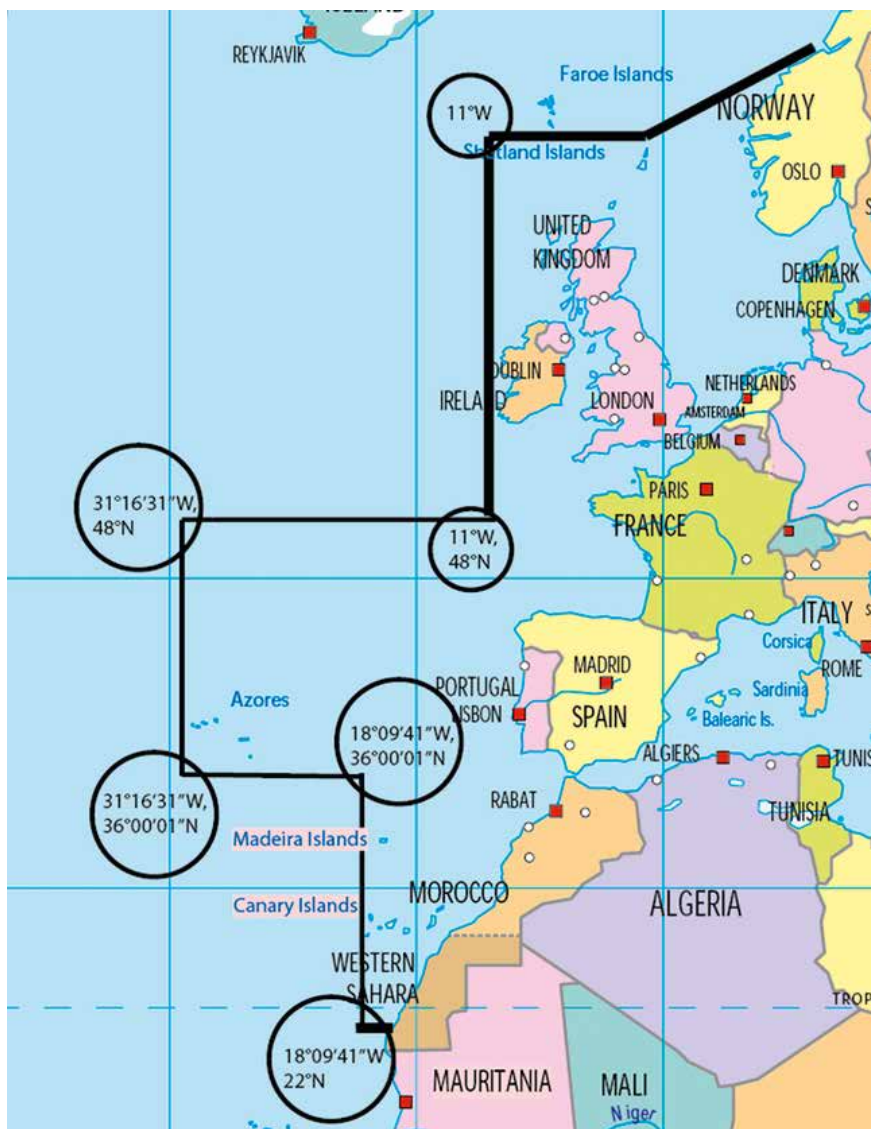 ICELAND
REYKJAVIK
Faroe Islands
11°W
NORWAY
Shetland Islands
OSLO
UNITED
KINGDOM
DENMARK
COPENHAGEN
DUBLIN
NETHERLANDS
IRELAND
LONDON
AMSTERDAM
BELGIUM
31°16'31"W,
48°N
PARIS
FRANCE
11°W,
48°N
ITALY
Corsica
ROME
MADRID
Sardinia
PORTUGAL
LISBON
SPAIN
Balearic Is.
Azores
18°09'41"W,
36°00'01"N
ALGIERS
TUNIS
31°16'31"W,
36°00'01"N
RABAT
TUNISIA
Madeira Islands
MOROCCO
ALGERIA
Canary Islands
WESTERN
SAHARA
TROP
18°09'41"W
22°N
MAURITANIA
MALI
Niger